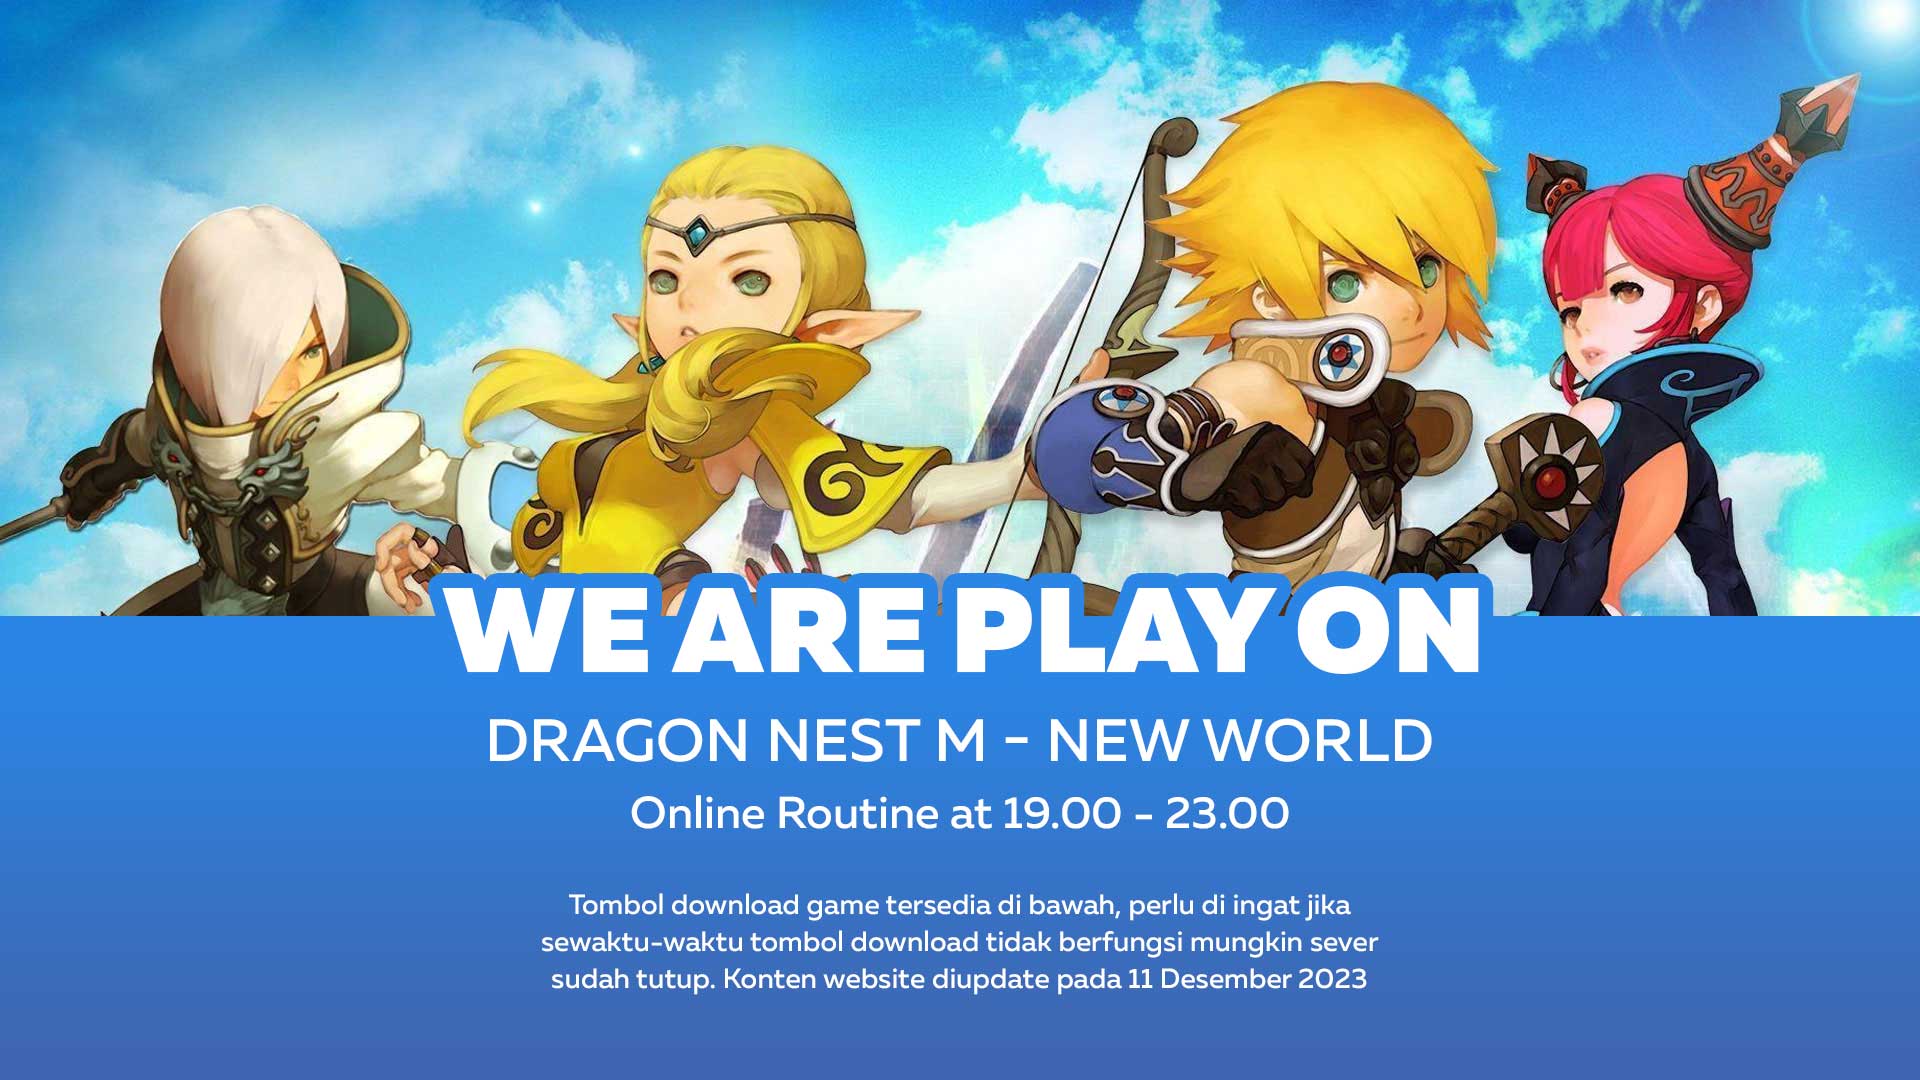 WE ARE PLAY ON
DRAGON NEST M - NEW WORLD
Online Routine at 19.00 - 23.00
Tombol download game tersedia di bawah, perlu di ingat jika
sewaktu-waktu tombol download tidak berfungsi mungkin sever
sudah tutup. Konten website diupdate pada 11 Desember 2023